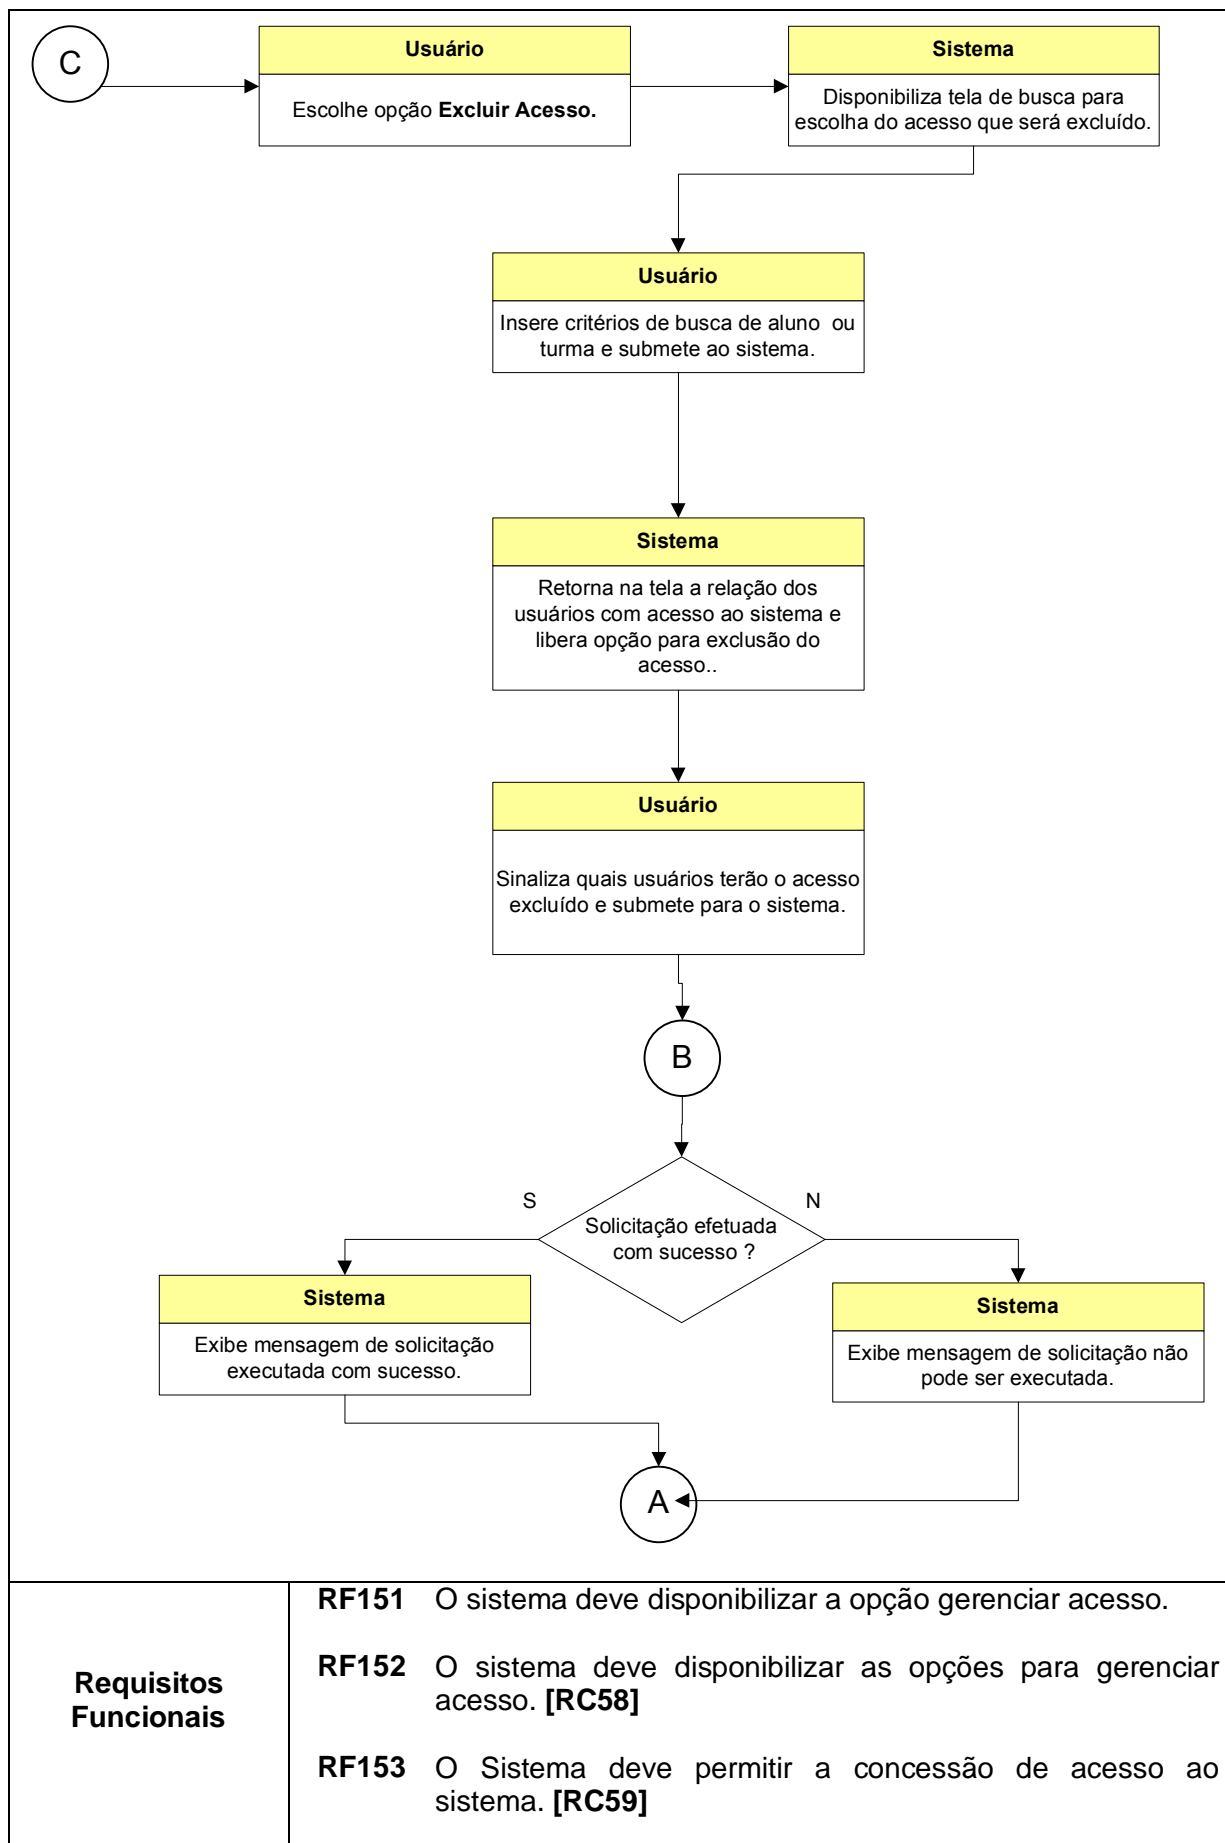 C
Usuário
Escolhe opção Excluir Acesso.
Sistema
Disponibiliza tela de busca para
escolha do acesso que será excluído.
Usuário
Insere critérios de busca de aluno ou
turma e submete ao sistema.
Sistema
Retorna na tela a relação dos
usuários com acesso ao sistema e
libera opção para exclusão do
acesso..
Usuário
Sinaliza quais usuários terão o acesso
excluído e submete para o sistema.
B
S
N
Solicitação efetuada
com sucesso ?
Sistema
Exibe mensagem de solicitação
executada com sucesso.
Sistema
Exibe mensagem de solicitação não
pode ser executada.
A
Requisitos
Funcionais
RF151 O sistema deve disponibilizar a opção gerenciar acesso.
RF152 O sistema deve disponibilizar as opções para gerenciar
acesso. [RC58]
RF153 O Sistema deve permitir a concessão de acesso ao
sistema. [RC59]